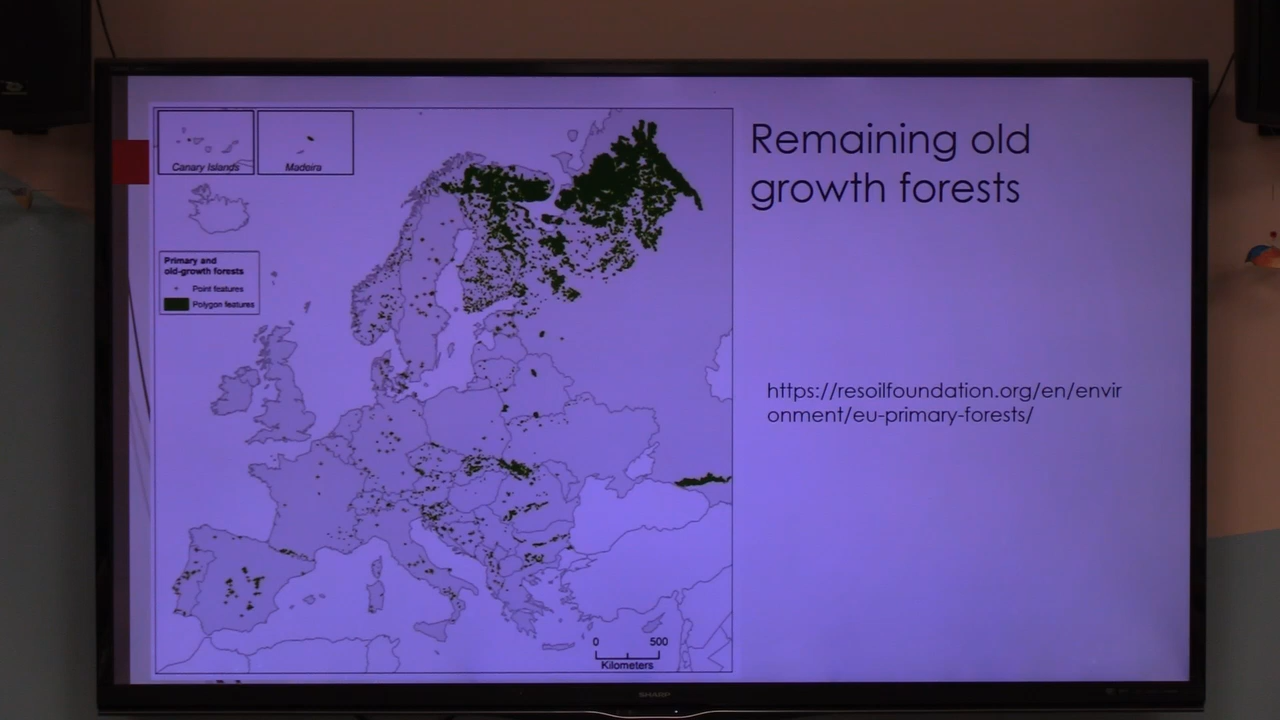 Remaining old
growth forests
Canary Islands
Madeira
Primary and
old-growth forests
Point features
Polygon features
https://resoilfoundation.org/en/envir
onment/eu-primary-forests/
0 500
Kilometers
SHARP